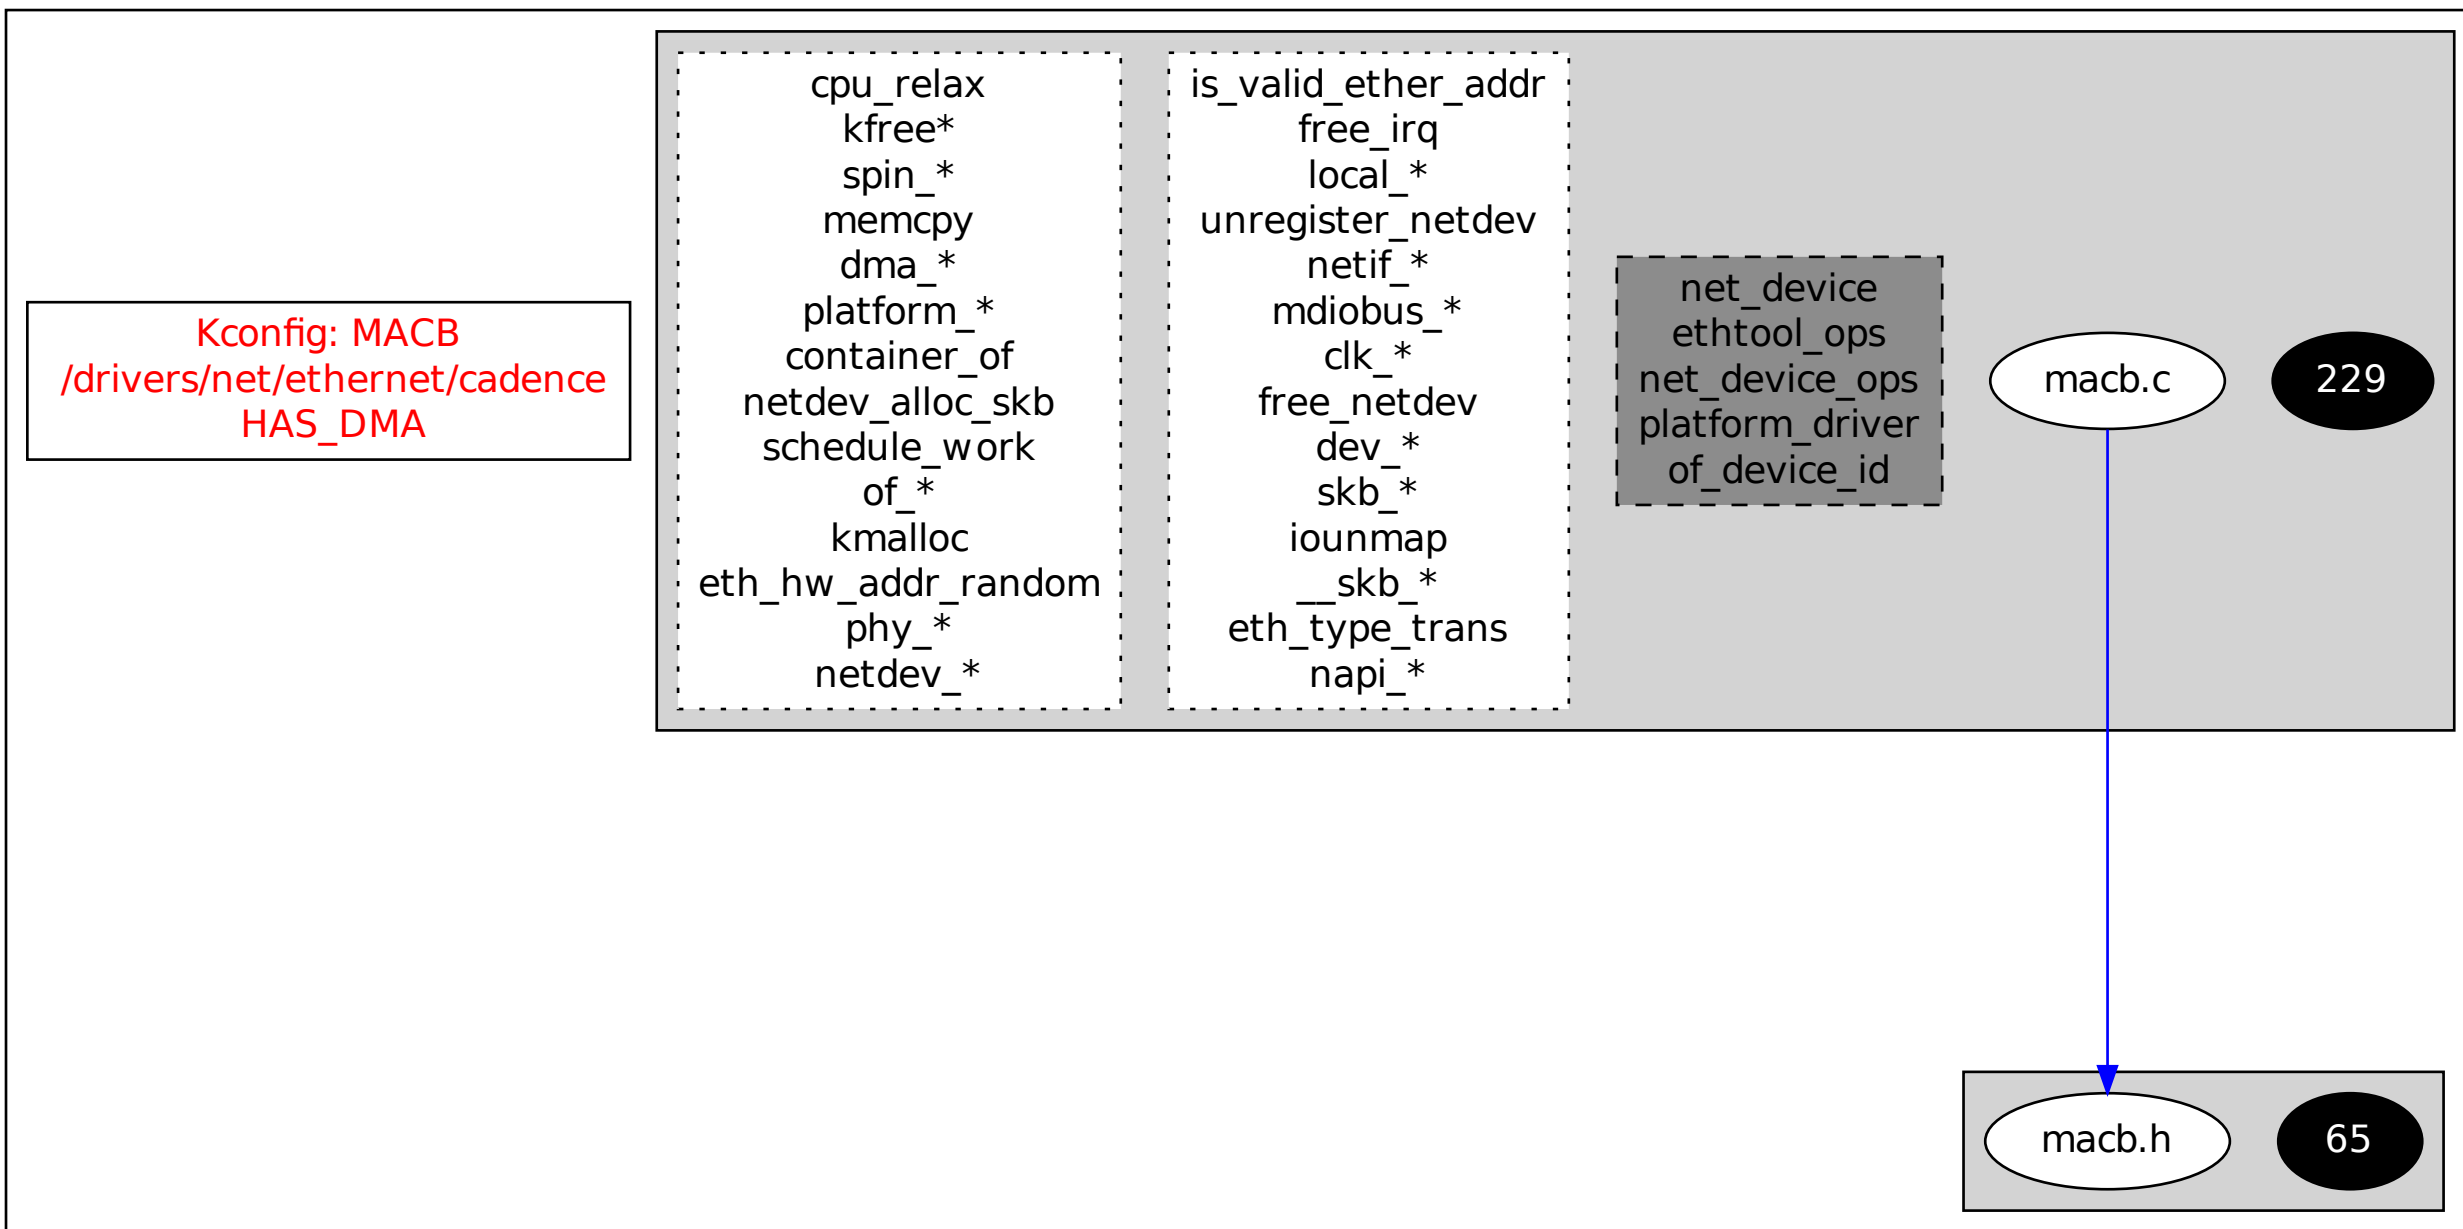 Kconfig: MACB
/drivers/net/ethernet/cadence
HAS_DMA
cpu_relax
kfree*
spin_*
memcpy
dma_*
platform_*
container_of
netdev_alloc_skb
schedule_work
of_*
kmalloc
eth_hw_addr_random
phy_*
netdev_*
is_valid_ether_addr
free_irq
local_*
unregister_netdev
netif_*
mdiobus_*
clk_*
free_netdev
dev_*
skb_*
iounmap
__skb_*
eth_type_trans
napi_*
net_device
ethtool_ops
net_device_ops
platform_driver
of_device_id
macb.c
229
macb.h
65